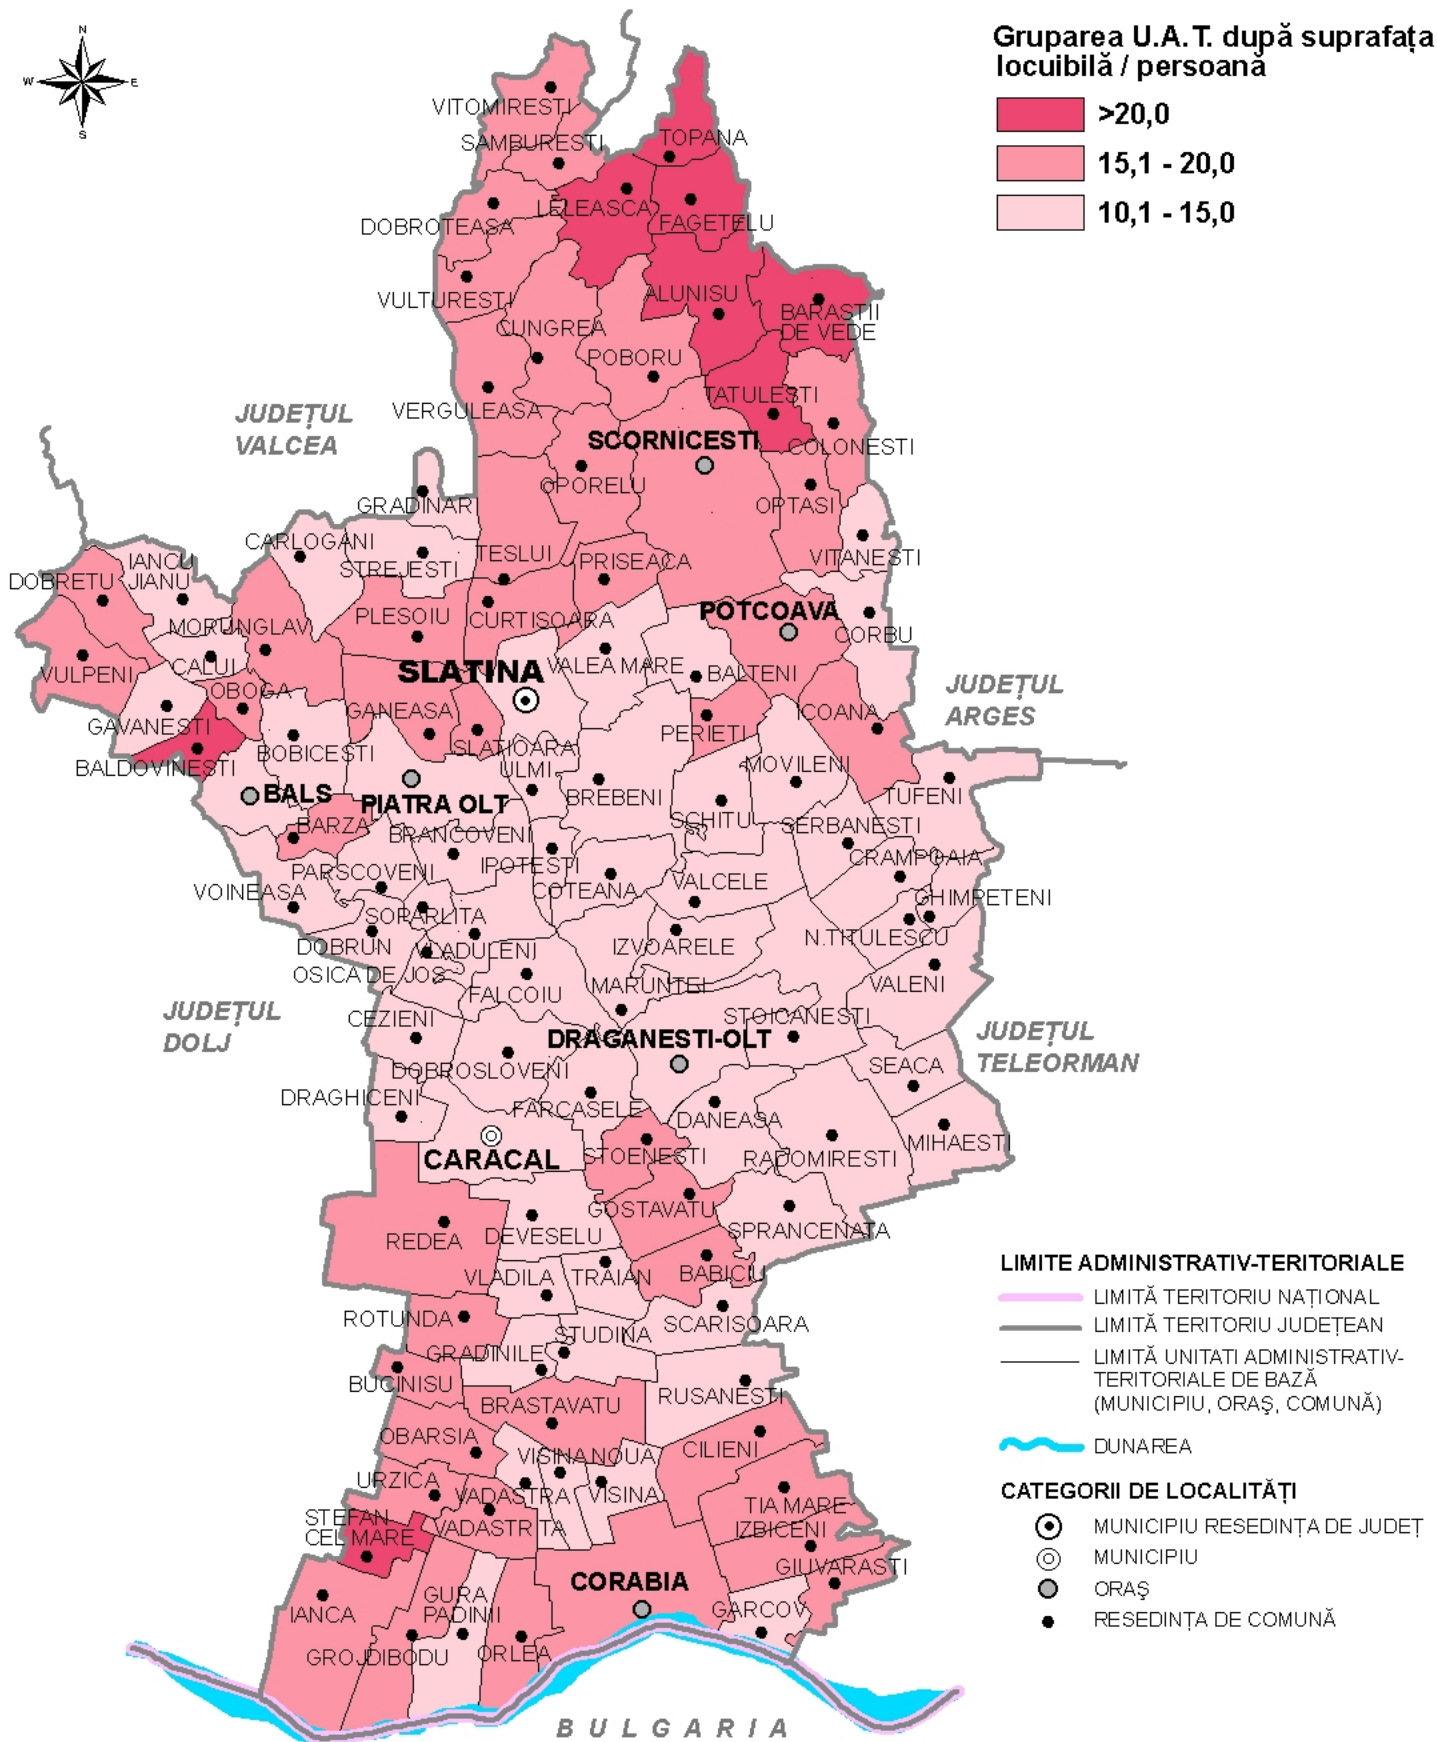 N
W
E
S
Gruparea U.A.T. după suprafața
locuibilă / persoană
>20,0
15,1 - 20,0
10,1 - 15,0
VITOMIRESTI
SAMBURESTI
TOPANA
LELEASCA
FAGETELU
DOBROTEASA
VULTURESTI
ALUNISU
BARASTII
DE VEDE
CUNGREA
POBORU
TATULESTI
VERGULEASA
JUDEȚUL
VALCEA
SCORNICESTI
COLONESTI
OPORELU
OPTASI
GRADINARI
CARLOGANI
STREJESTI
TESLUI
PRISEACA
VITANESTI
IANCU
JIANU
DOBRETU
MORUNGLAV
PLESOIU
CURTISOARA
POTCOAVA
CORBU
VULPENI
CALUI
OBOGA
SLATINA
VALEA MARE
BALTENI
JUDEȚUL
ARGES
GAVANESTI
GANEASA
PERIETI
ICOANA
BALDOVINESTI
BOBICESTI
SLATIOARA
ULMI
MOVILENI
BALS
PIATRA OLT
BREBENI
TUFENI
BARZA
BRANCOVENI
SCHITU
SERBANESTI
PARSCOVENI
IPOTESTI
CRAMPOAIA
VOINEASA
COTEANA
VALCELE
GHIMPETENI
SOPARLITA
DOBRUN
VLADULENI
IZVOARELE
N.TITULESCU
OSICA DE JOS
FALCOIU
MARUNTEI
VALENI
JUDEȚUL
DOLJ
CEZIENI
STOICANESTI
JUDEȚUL
TELEORMAN
DRAGANESTI-OLT
DOBROSLOVENI
SEACA
DRAGHICENI
FARCASELE
DANEASA
MIHAESTI
CARACAL
STOENESTI
RADOMIRESTI
GOSTAVATU
REDEA
DEVESELU
SPRANCENATA
VLADILA
TRAIAN
BABICIU
ROTUNDA
STUDINA
SCARISOARA
GRADINILE
BUCINISU
RUSANESTI
BRASTAVATU
OBARSIA
VISINA NOUA
CILIENI
URZICA
VADASTRA
VISINA
TIA MARE
STEFAN
CEL MARE
VADASTRITA
IZBICENI
GIUVARASTI
CORABIA
GURA
PADINII
GARCOV
IANCA
GROJDIBODU
ORLEA
BULGARIA
LIMITE ADMINISTRATIV-TERITORIALE
LIMITĂ TERITORIU NAȚIONAL
LIMITĂ TERITORIU JUDEȚEAN
LIMITĂ UNITATI ADMINISTRATIV-
TERITORIALE DE BAZĂ
(MUNICIPIU, ORAŞ, COMUNĂ)
DUNAREA
CATEGORII DE LOCALITĂȚI
MUNICIPIU RESEDINȚA DE JUDEȚ
MUNICIPIU
ORAŞ
RESEDINȚA DE COMUNĂ